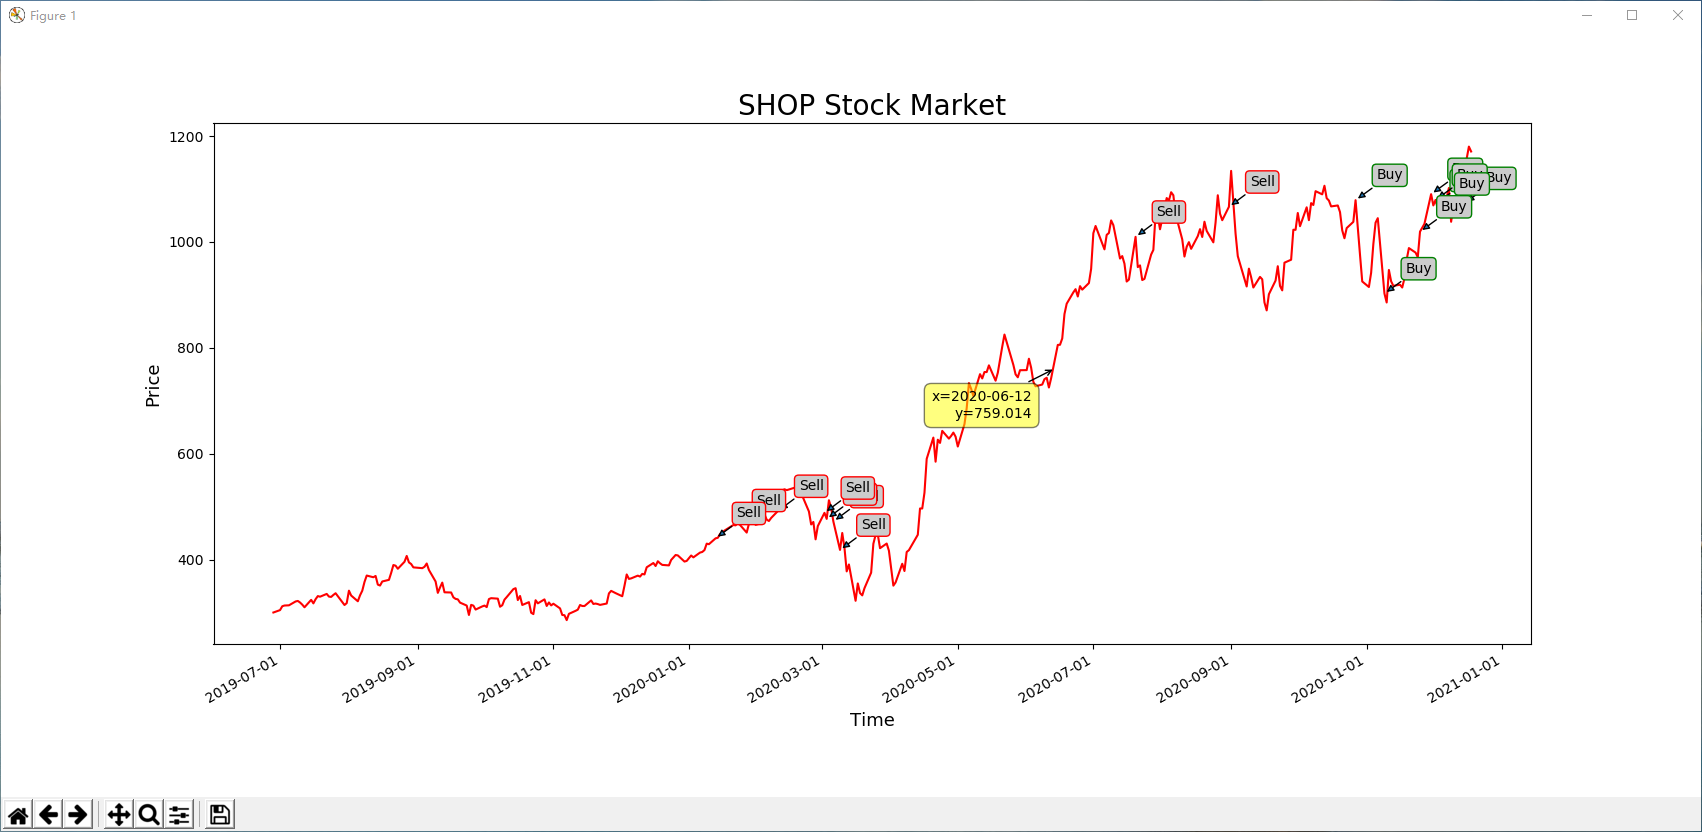 Figure 1
SHOP Stock Market
1200
1000
800
600
400
Price
Sell
Sell
Sell
Sell
Sell
x=2020-06-12
y=759.014
Sell
Sell
Buy
Buy
Buy
Buy
Buy
Buy
2019-07-01
2019-09-01
2019-11-01
2020-01-01
2020-03-01
2020-05-01
2020-07-01
2020-09-01
2020-11-01
2021-01-01
Time